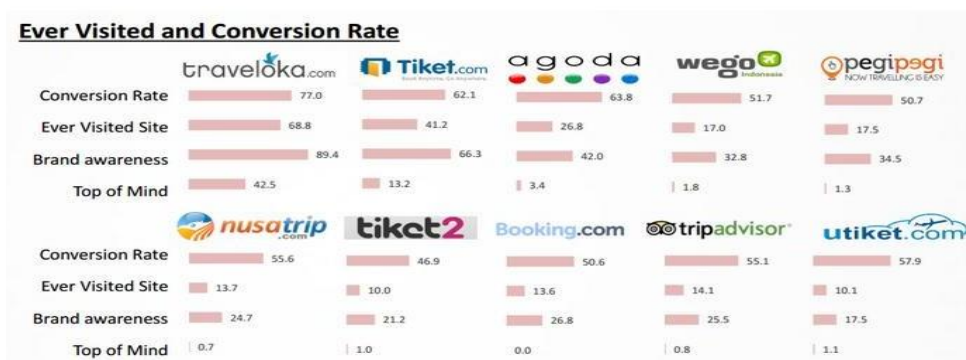 Ever Visited and Conversion Rate
traveloka.com Tiket.com agoda wego Indonesia pegipegi
NOW TRAVELLING IS EASY
Conversion Rate 77.0 62.1 63.8 51.7 50.7
Ever Visited Site 68.8 41.2 26.8 17.0 17.5
Brand awareness 89.4 66.3 42.0 32.8 34.5
Top of Mind 42.5 13.2 3.4 1.8 1.3
nusatrip .com tiket2 Booking.com tripadvisor utiket.com
Conversion Rate 55.6 46.9 50.6 55.1 57.9
Ever Visited Site 13.7 10.0 13.6 14.1 10.1
Brand awareness 24.7 21.2 26.8 25.5 17.5
Top of Mind 0.7 1.0 0.0 0.8 1.1